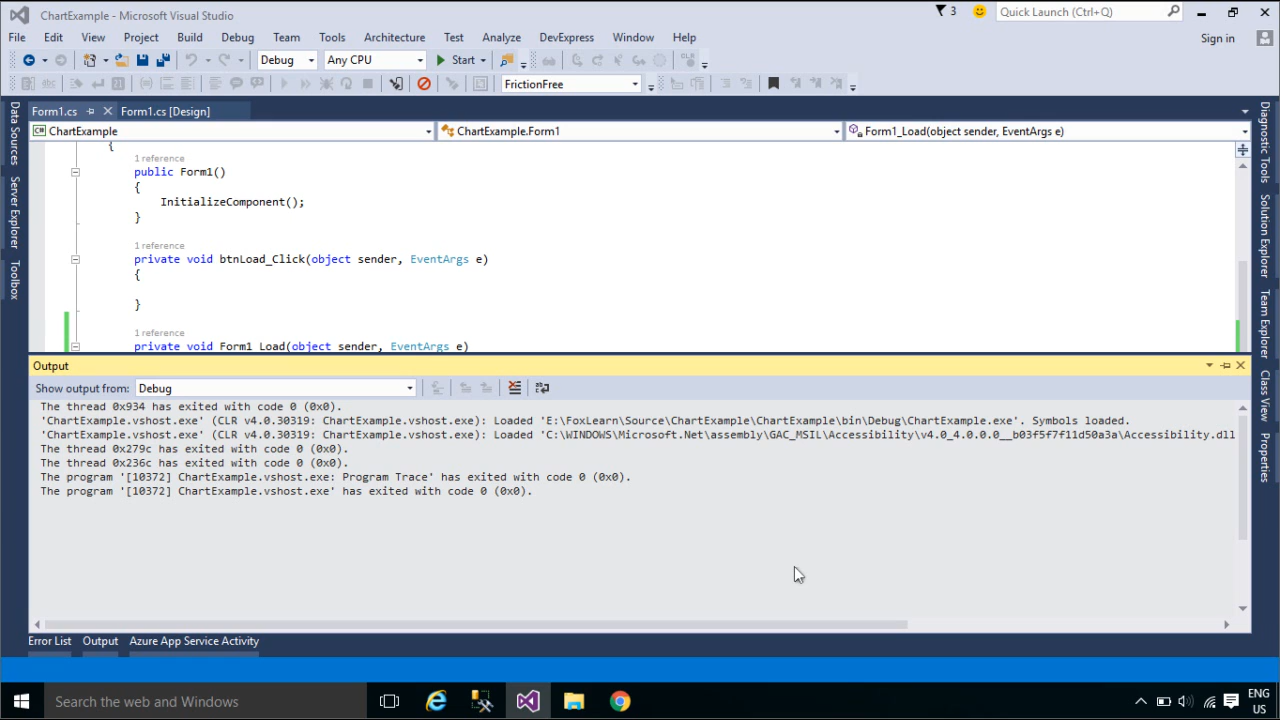 ChartExample - Microsoft Visual Studio
3
Quick Launch (Ctrl+Q)
File Edit View Project Build Debug Team Tools Architecture Test Analyze DevExpress Window Help
Sign in
Debug Any CPU Start
FrictionFree
Form1.cs Form1.cs [Design]
ChartExample ChartExample.Form1 Form1_Load(object sender, EventArgs e)
Data Sources
Server Explorer
Toolbox
{
1 reference
public Form1()
{
InitializeComponent();
}
1 reference
private void btnLoad_Click(object sender, EventArgs e)
{
}
1 reference
private void Form1_Load(object sender, EventArgs e)
Diagnostic Tools
Solution Explorer
Team Explorer
Class View
Properties
Output
Show output from: Debug
The thread 0x934 has exited with code 0 (0x0).
'ChartExample.vshost.exe' (CLR v4.0.30319: ChartExample.vshost.exe): Loaded 'E:\FoxLearn\Source\ChartExample\ChartExample\bin\Debug\ChartExample.exe'. Symbols loaded.
'ChartExample.vshost.exe' (CLR v4.0.30319: ChartExample.vshost.exe): Loaded 'C:\WINDOWS\Microsoft.Net\assembly\GAC_MSIL\Accessibility\v4.0_4.0.0.0__b03f5f7f11d50a3a\Accessibility.dll
The thread 0x279c has exited with code 0 (0x0).
The thread 0x236c has exited with code 0 (0x0).
The program '[10372] ChartExample.vshost.exe: Program Trace' has exited with code 0 (0x0).
The program '[10372] ChartExample.vshost.exe' has exited with code 0 (0x0).
Error List Output Azure App Service Activity
Search the web and Windows
ENG
US